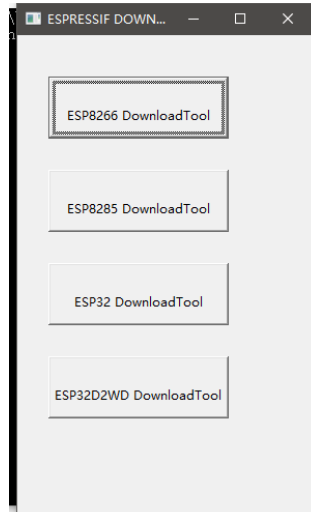 ESPRESSIF DOWN...
ESP8266 DownloadTool
ESP8285 DownloadTool
ESP32 DownloadTool
ESP32D2WD DownloadTool